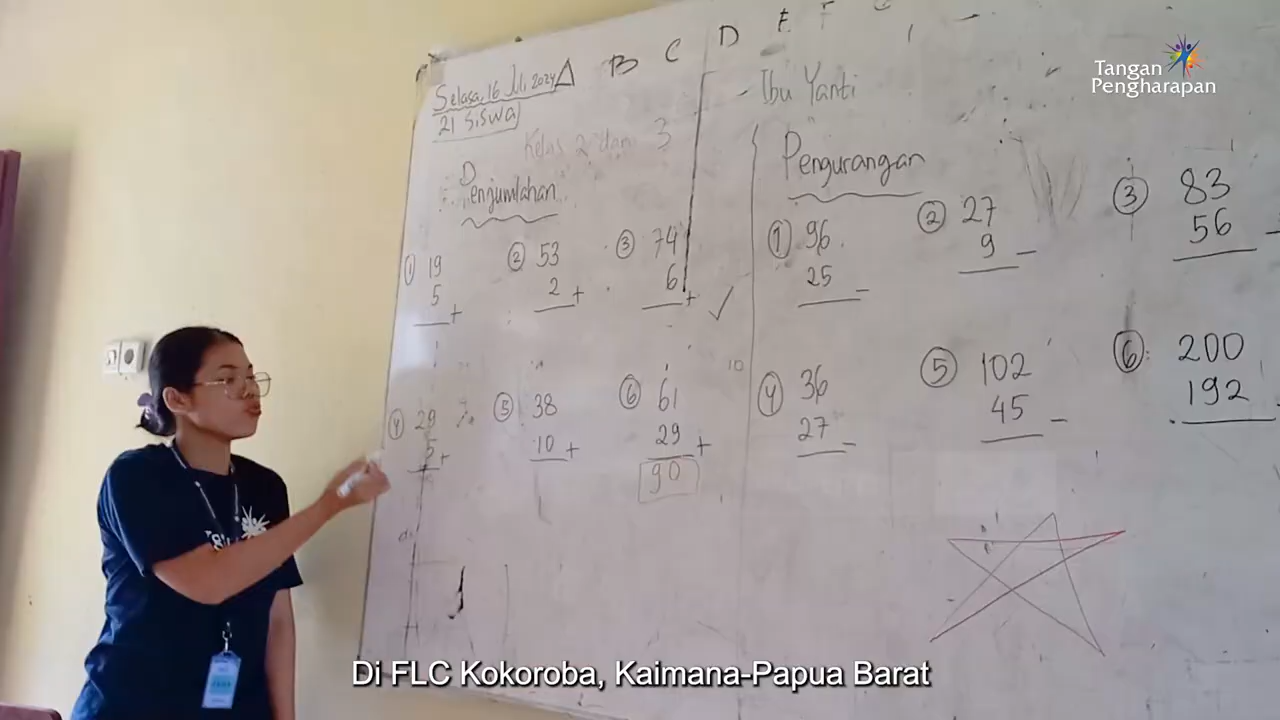 Tangan
Pengharapan
A B C D E F
Selasa, 16 Juli 2024
21 Siswa
Ibu Yanti
Kelas 2 dan 3
Penjumlahan
① 19
5 +
② 53
2 +
③ 74
6 +
④ 29
5 +
⑤ 38
10 +
⑥ 61
29 +
90
Pengurangan
① 96
25 -
② 27
9 -
③ 83
56 -
10
④ 36
27 -
⑤ 102
45 -
⑥ 200
192 -
Di FLC Kokoroba, Kaimana-Papua Barat